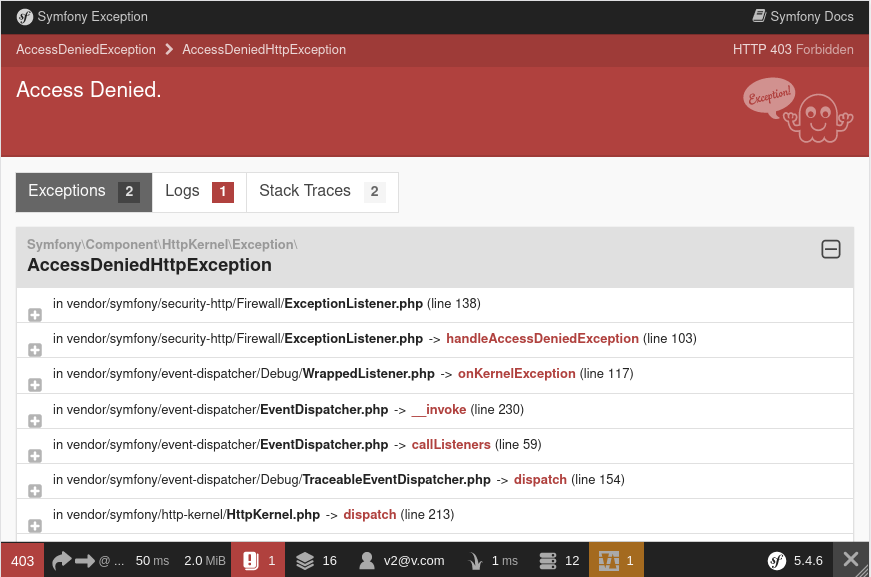 Symfony Exception
Symfony Docs
AccessDeniedException > AccessDeniedHttpException
HTTP 403 Forbidden
Access Denied.
Exception!
Exceptions 2
Logs 1
Stack Traces 2
Symfony\Component\HttpKernel\Exception\
AccessDeniedHttpException
in vendor/symfony/security-http/Firewall/ExceptionListener.php (line 138)
in vendor/symfony/security-http/Firewall/ExceptionListener.php -> handleAccessDeniedException (line 103)
in vendor/symfony/event-dispatcher/Debug/WrappedListener.php -> onKernelException (line 117)
in vendor/symfony/event-dispatcher/EventDispatcher.php -> __invoke (line 230)
in vendor/symfony/event-dispatcher/EventDispatcher.php -> callListeners (line 59)
in vendor/symfony/event-dispatcher/Debug/TraceableEventDispatcher.php -> dispatch (line 154)
in vendor/symfony/http-kernel/HttpKernel.php -> dispatch (line 213)
403 @ ... 50 ms 2.0 MiB 1 16 v2@v.com 1 ms 12 1 5.4.6